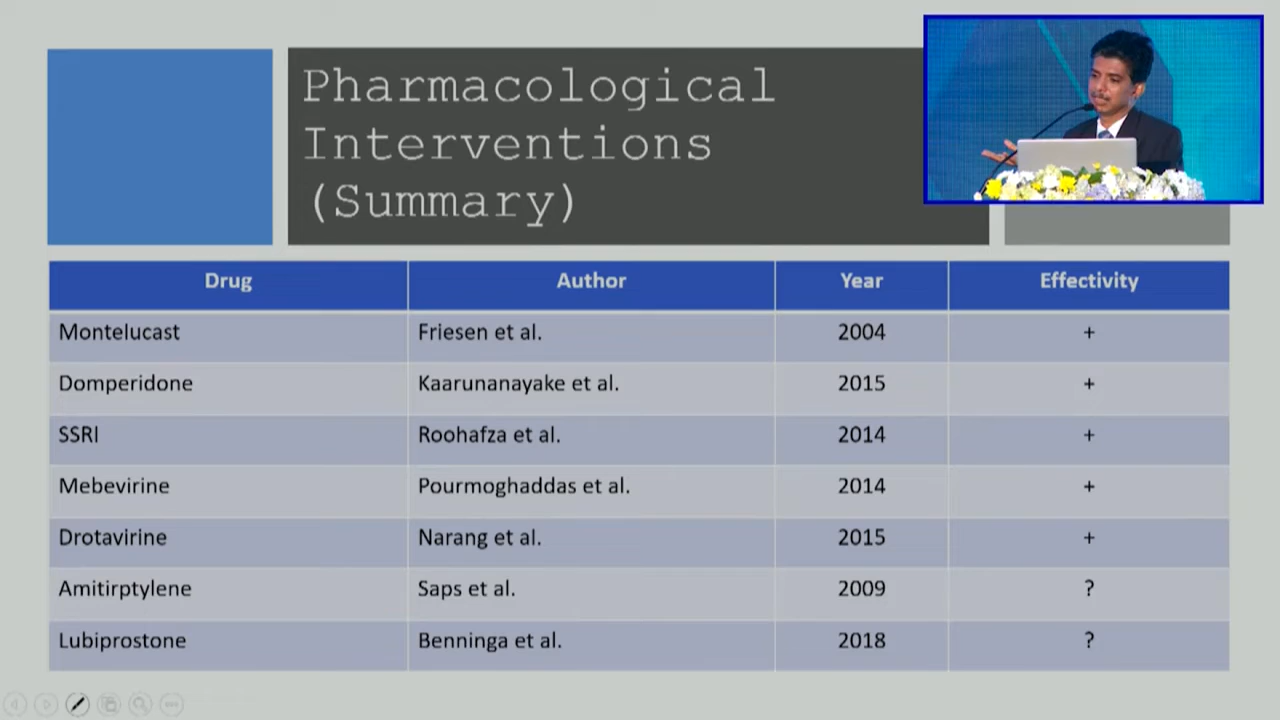 Pharmacological
Interventions
(Summary)
Drug Author Year Effectivity
Montelucast Friesen et al. 2004 +
Domperidone Kaarunanayake et al. 2015 +
SSRI Roohafza et al. 2014 +
Mebevirine Pourmoghaddas et al. 2014 +
Drotavirine Narang et al. 2015 +
Amitirptylene Saps et al. 2009 ?
Lubiprostone Benninga et al. 2018 ?